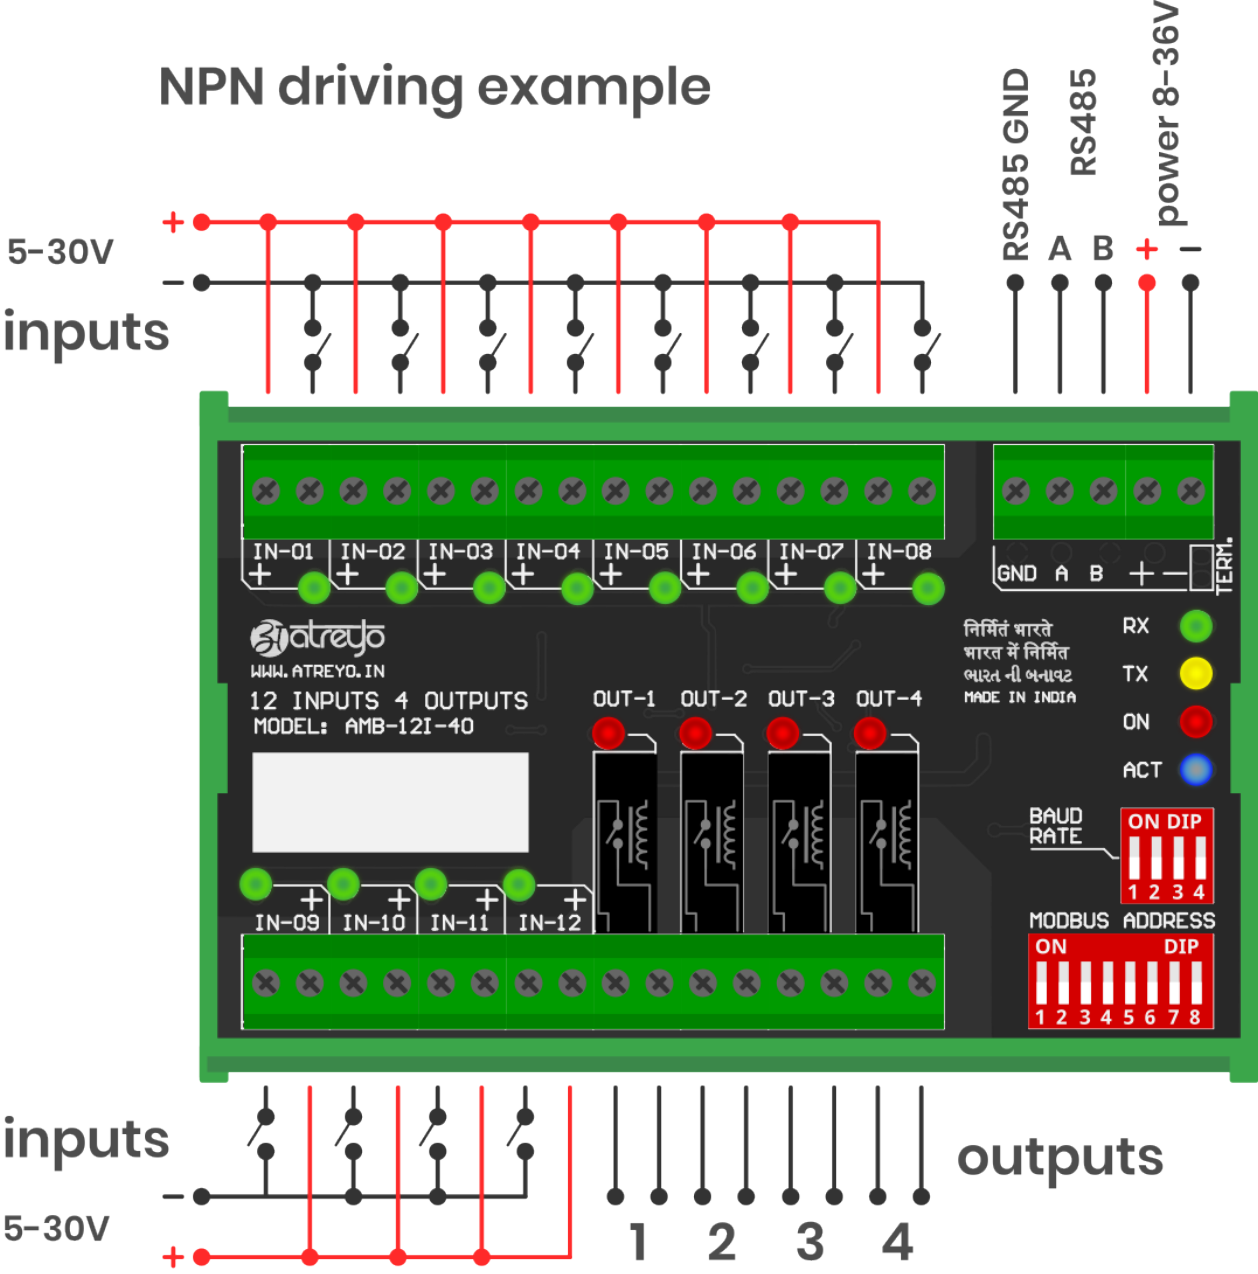 NPN driving example
RS485 GND
RS485
power 8-36V
A B + −
+
5-30V
−
inputs
IN-01 IN-02 IN-03 IN-04 IN-05 IN-06 IN-07 IN-08
+ + + + + + + +
GND A B + −
TERM.
आatreyo
WWW.ATREYO.IN
12 INPUTS 4 OUTPUTS
MODEL: AMB-12I-4O
निर्मितं भारते
भारत में निर्मित
ભારત ની બનાવટ
MADE IN INDIA
RX
TX
ON
ACT
OUT-1 OUT-2 OUT-3 OUT-4
BAUD
RATE
ON DIP
1 2 3 4
MODBUS ADDRESS
ON DIP
1 2 3 4 5 6 7 8
+ + + +
IN-09 IN-10 IN-11 IN-12
inputs
−
5-30V
+
outputs
1 2 3 4